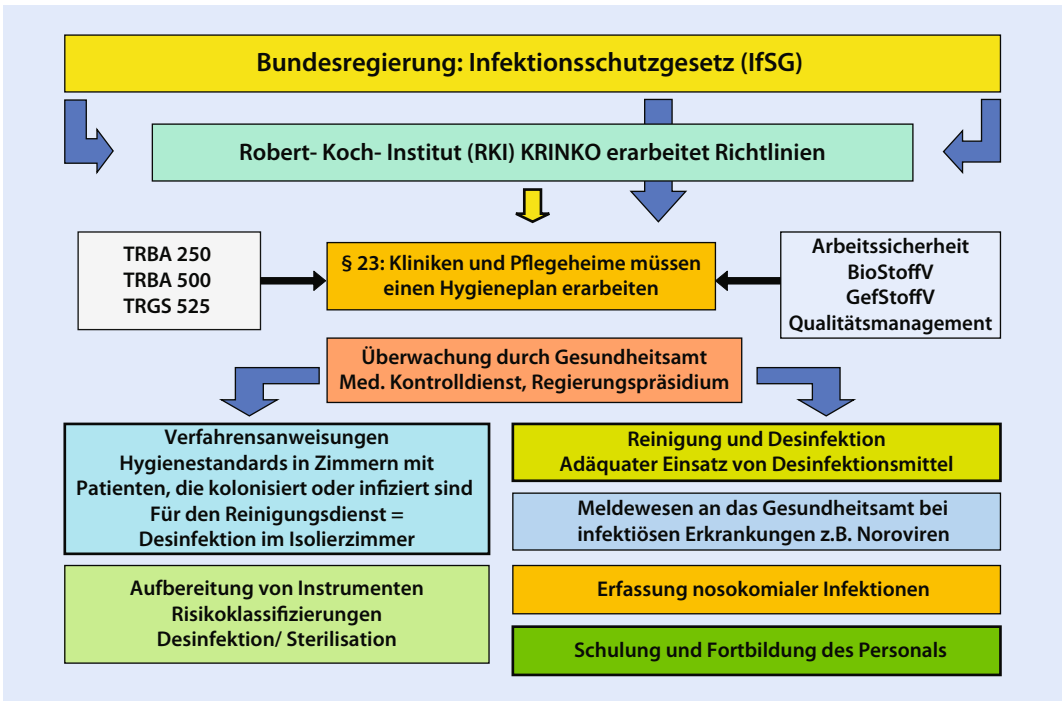 Bundesregierung: Infektionsschutzgesetz (IfSG)
Robert- Koch- Institut (RKI) KRINKO erarbeitet Richtlinien
TRBA 250
TRBA 500
TRGS 525
§ 23: Kliniken und Pflegeheime müssen
einen Hygieneplan erarbeiten
Arbeitssicherheit
BioStoffV
GefStoffV
Qualitätsmanagement
Überwachung durch Gesundheitsamt
Med. Kontrolldienst, Regierungspräsidium
Verfahrensanweisungen
Hygienestandards in Zimmern mit
Patienten, die kolonisiert oder infiziert sind
Für den Reinigungsdienst =
Desinfektion im Isolierzimmer
Aufbereitung von Instrumenten
Risikoklassifizierungen
Desinfektion/ Sterilisation
Reinigung und Desinfektion
Adäquater Einsatz von Desinfektionsmittel
Meldewesen an das Gesundheitsamt bei
infektiösen Erkrankungen z.B. Noroviren
Erfassung nosokomialer Infektionen
Schulung und Fortbildung des Personals